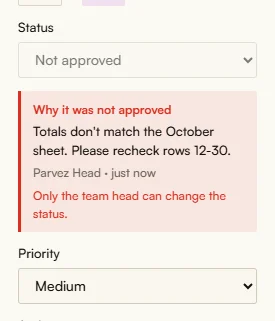 Status
Not approved
Why it was not approved
Totals don't match the October
sheet. Please recheck rows 12-30.
Parvez Head · just now
Only the team head can change the
status.
Priority
Medium